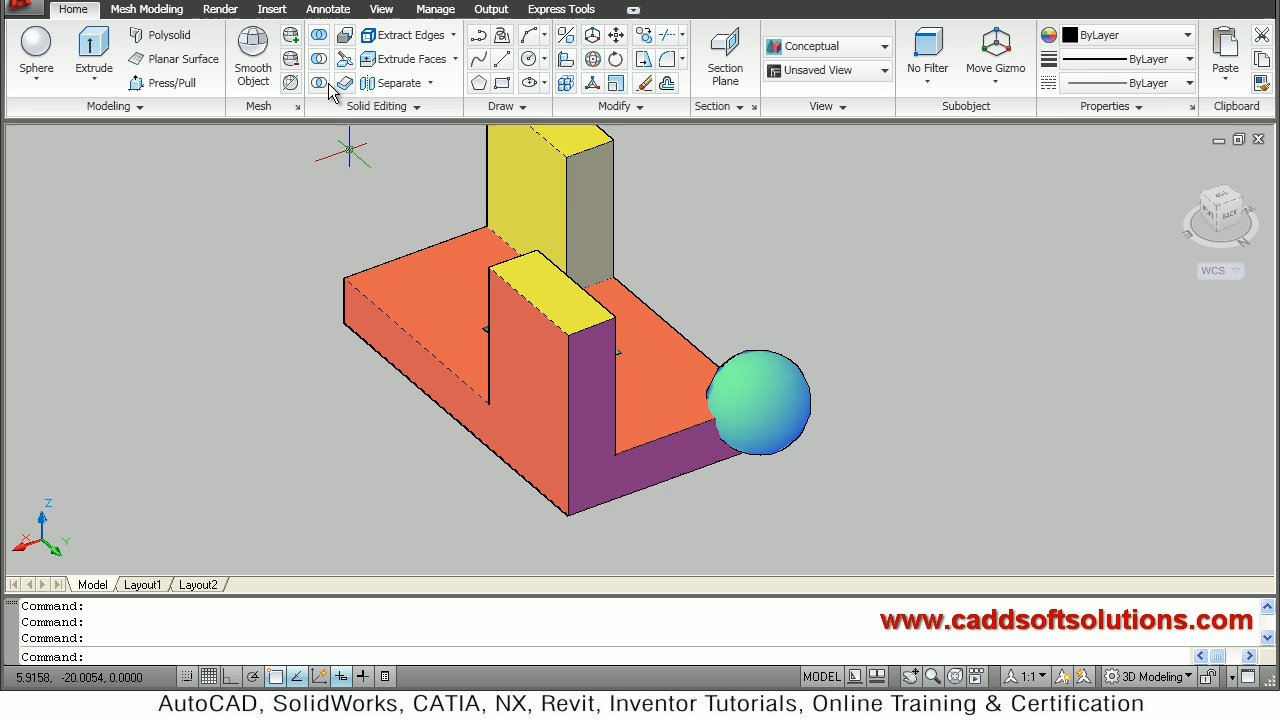 Home Mesh Modeling Render Insert Annotate View Manage Output Express Tools
Sphere
Extrude
Polysolid
Planar Surface
Press/Pull
Modeling
Smooth
Object
Mesh
Extract Edges
Extrude Faces
Separate
Solid Editing
Draw
Modify
Section
Plane
Section
Conceptual
Unsaved View
View
No Filter
Move Gizmo
Subobject
ByLayer
ByLayer
ByLayer
Properties
Paste
Clipboard
BACK
WCS
Z
X
Y
Model Layout1 Layout2
Command:
Command:
Command:
Command:
www.caddsoftsolutions.com
5.9158, -20.0054, 0.0000
MODEL
1:1
3D Modeling
AutoCAD, SolidWorks, CATIA, NX, Revit, Inventor Tutorials, Online Training & Certification